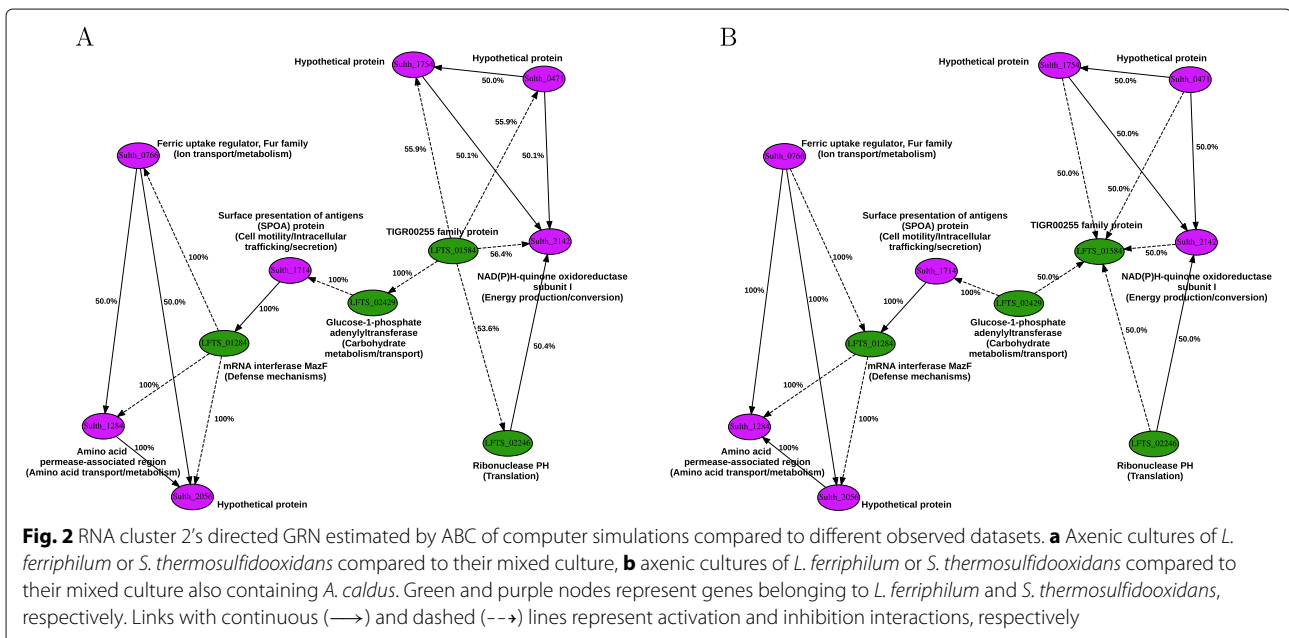 A
Hypothetical protein
Sulth_1754
Hypothetical protein
Sulth_0471
50.0%
55.9%
55.9%
50.1%
50.1%
Ferric uptake regulator, Fur family
(Ion transport/metabolism)
Sulth_0766
Surface presentation of antigens
(SPOA) protein
(Cell motility/Intracellular
trafficking/secretion)
Sulth_1714
TIGR00255 family protein
LFTS_01584
56.4%
Sulth_2142
NAD(P)H-quinone oxidoreductase
subunit I
(Energy production/conversion)
100%
100%
100%
LFTS_02429
Glucose-1-phosphate
adenylyltransferase
(Carbohydrate
metabolism/transport)
50.0%
50.0%
100%
53.6%
50.4%
LFTS_01284
mRNA interferase MazF
(Defense mechanisms)
100%
100%
Sulth_1284
100%
Amino acid
permease-associated region
(Amino acid transport/metabolism)
Sulth_2056
Hypothetical protein
LFTS_02246
Ribonuclease PH
(Translation)
B
Hypothetical protein
Sulth_1754
Hypothetical protein
Sulth_0471
50.0%
50.0%
50.0%
50.0%
50.0%
Ferric uptake regulator, Fur family
(Ion transport/metabolism)
Sulth_0766
Surface presentation of antigens
(SPOA) protein
(Cell motility/Intracellular
trafficking/secretion)
Sulth_1714
TIGR00255 family protein
LFTS_01584
50.0%
Sulth_2142
NAD(P)H-quinone oxidoreductase
subunit I
(Energy production/conversion)
100%
50.0%
100%
100%
LFTS_02429
Glucose-1-phosphate
adenylyltransferase
(Carbohydrate
metabolism/transport)
100%
100%
50.0%
50.0%
LFTS_01284
mRNA interferase MazF
(Defense mechanisms)
100%
100%
Sulth_1284
100%
Amino acid
permease-associated region
(Amino acid transport/metabolism)
Sulth_2056
Hypothetical protein
LFTS_02246
Ribonuclease PH
(Translation)
Fig. 2 RNA cluster 2's directed GRN estimated by ABC of computer simulations compared to different observed datasets. a Axenic cultures of L.
ferriphilum or S. thermosulfidooxidans compared to their mixed culture, b axenic cultures of L. ferriphilum or S. thermosulfidooxidans compared to
their mixed culture also containing A. caldus. Green and purple nodes represent genes belonging to L. ferriphilum and S. thermosulfidooxidans,
respectively. Links with continuous (⟶) and dashed (--➔) lines represent activation and inhibition interactions, respectively